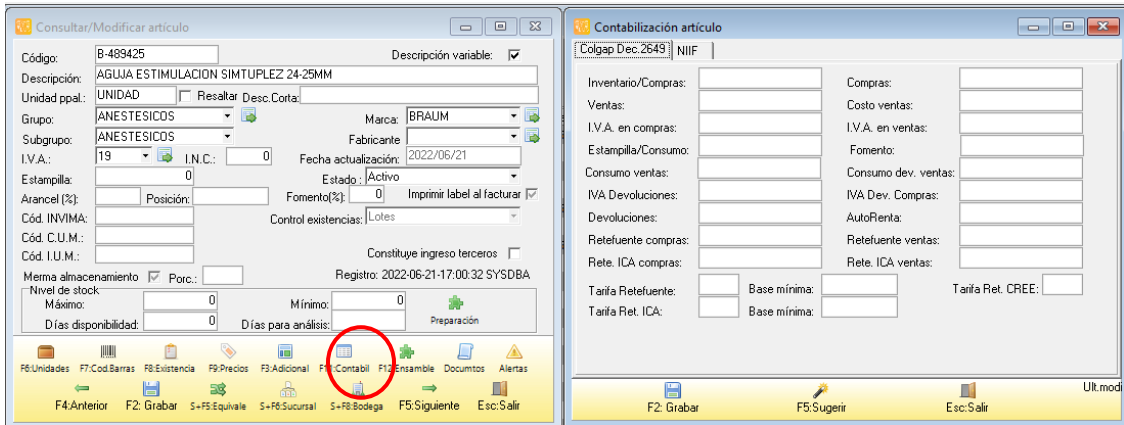 Consultar/Modificar artículo
Código: B-489425 Descripción variable:
Descripción: AGUJA ESTIMULACION SIMTUPLEZ 24-25MM
Unidad ppal.: UNIDAD Resaltar Desc.Corta:
Grupo: ANESTESICOS Marca: BRAUM
Subgrupo: ANESTESICOS Fabricante
I.V.A.: 19 I.N.C.: 0 Fecha actualización: 2022/06/21
Estampilla: 0 Estado : Activo
Arancel (%): Posición: Fomento(%): 0 Imprimir label al facturar
Cód. INVIMA: Control existencias: Lotes
Cód. C.U.M.:
Cód. I.U.M.: Constituye ingreso terceros
Merma almacenamiento Porc.: Registro: 2022-06-21-17:00:32 SYSDBA
Nivel de stock
Máximo: 0 Mínimo: 0
Días disponibilidad: 0 Días para análisis: Preparación
F6:Unidades F7:Cod.Barras F8:Existencia F9:Precios F3:Adicional F11:Contabil F12:Ensamble Documtos Alertas
F4:Anterior F2: Grabar S+F5:Equivale S+F6:Sucursal S+F8:Bodega F5:Siguiente Esc:Salir
Contabilización artículo
Colgap Dec.2649 NIIF
Inventario/Compras: Compras:
Ventas: Costo ventas:
I.V.A. en compras: I.V.A. en ventas:
Estampilla/Consumo: Fomento:
Consumo ventas: Consumo dev. ventas:
IVA Devoluciones: IVA Dev. Compras:
Devoluciones: AutoRenta:
Retefuente compras: Retefuente ventas:
Rete. ICA compras: Rete. ICA ventas:
Tarifa Retefuente: Base mínima: Tarifa Ret. CREE:
Tarifa Ret. ICA: Base mínima:
Ult.modi
F2: Grabar F5:Sugerir Esc:Salir